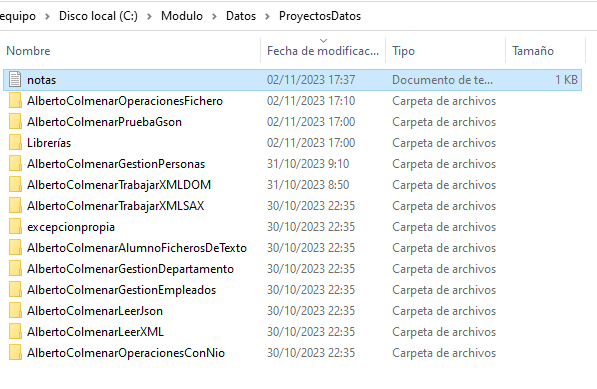 equipo > Disco local (C:) > Modulo > Datos > ProyectosDatos
Nombre Fecha de modificac... Tipo Tamaño
notas 02/11/2023 17:37 Documento de te... 1 KB
AlbertoColmenarOperacionesFichero 02/11/2023 17:10 Carpeta de archivos
AlbertoColmenarPruebaGson 02/11/2023 17:00 Carpeta de archivos
Librerías 02/11/2023 17:00 Carpeta de archivos
AlbertoColmenarGestionPersonas 31/10/2023 9:10 Carpeta de archivos
AlbertoColmenarTrabajarXMLDOM 31/10/2023 8:50 Carpeta de archivos
AlbertoColmenarTrabajarXMLSAX 30/10/2023 22:35 Carpeta de archivos
excepcionpropia 30/10/2023 22:35 Carpeta de archivos
AlbertoColmenarAlumnoFicherosDeTexto 30/10/2023 22:35 Carpeta de archivos
AlbertoColmenarGestionDepartamento 30/10/2023 22:35 Carpeta de archivos
AlbertoColmenarGestionEmpleados 30/10/2023 22:35 Carpeta de archivos
AlbertoColmenarLeerJson 30/10/2023 22:35 Carpeta de archivos
AlbertoColmenarLeerXML 30/10/2023 22:35 Carpeta de archivos
AlbertoColmenarOperacionesConNio 30/10/2023 22:35 Carpeta de archivos